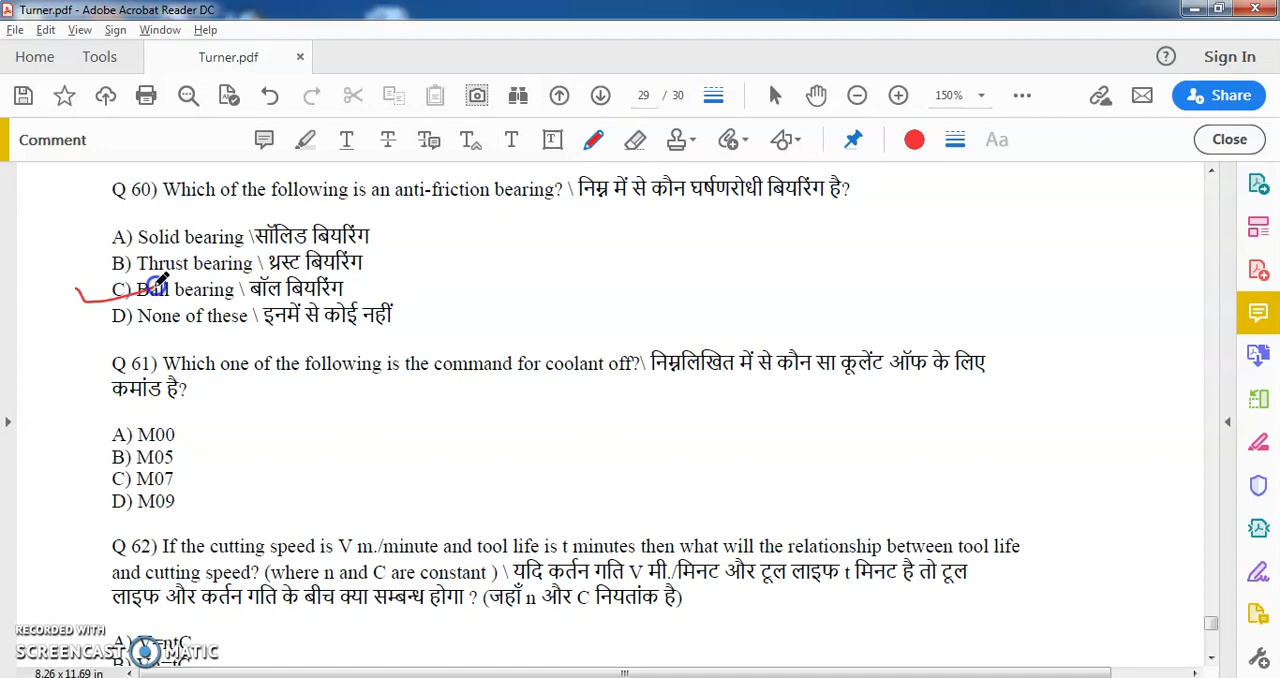 Turner.pdf - Adobe Acrobat Reader DC
File Edit View Sign Window Help
Home Tools Turner.pdf × ? Sign In
29 / 30 150% Share
Comment Aa Close
Q 60) Which of the following is an anti-friction bearing? \ निम्न में से कौन घर्षणरोधी बियरिंग है?
A) Solid bearing \सॉलिड बियरिंग
B) Thrust bearing \ थ्रस्ट बियरिंग
C) Ball bearing \ बॉल बियरिंग
D) None of these \ इनमें से कोई नहीं
Q 61) Which one of the following is the command for coolant off?\ निम्नलिखित में से कौन सा कूलेंट ऑफ के लिए
कमांड है?
A) M00
B) M05
C) M07
D) M09
Q 62) If the cutting speed is V m./minute and tool life is t minutes then what will the relationship between tool life
and cutting speed? (where n and C are constant ) \ यदि कर्तन गति V मी./मिनट और टूल लाइफ t मिनट है तो टूल
लाइफ और कर्तन गति के बीच क्या सम्बन्ध होगा ? (जहाँ n और C नियतांक है)
A) V=ntC
RECORDED WITH
SCREENCAST MATIC
8.26 x 11.69 in